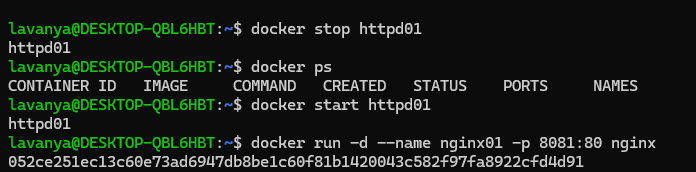 lavanya@DESKTOP-QBL6HBT:~$ docker stop httpd01
httpd01
lavanya@DESKTOP-QBL6HBT:~$ docker ps
CONTAINER ID   IMAGE     COMMAND   CREATED   STATUS    PORTS     NAMES
lavanya@DESKTOP-QBL6HBT:~$ docker start httpd01
httpd01
lavanya@DESKTOP-QBL6HBT:~$ docker run -d --name nginx01 -p 8081:80 nginx
052ce251ec13c60e73ad6947db8be1c60f81b1420043c582f97fa8922cfd4d91